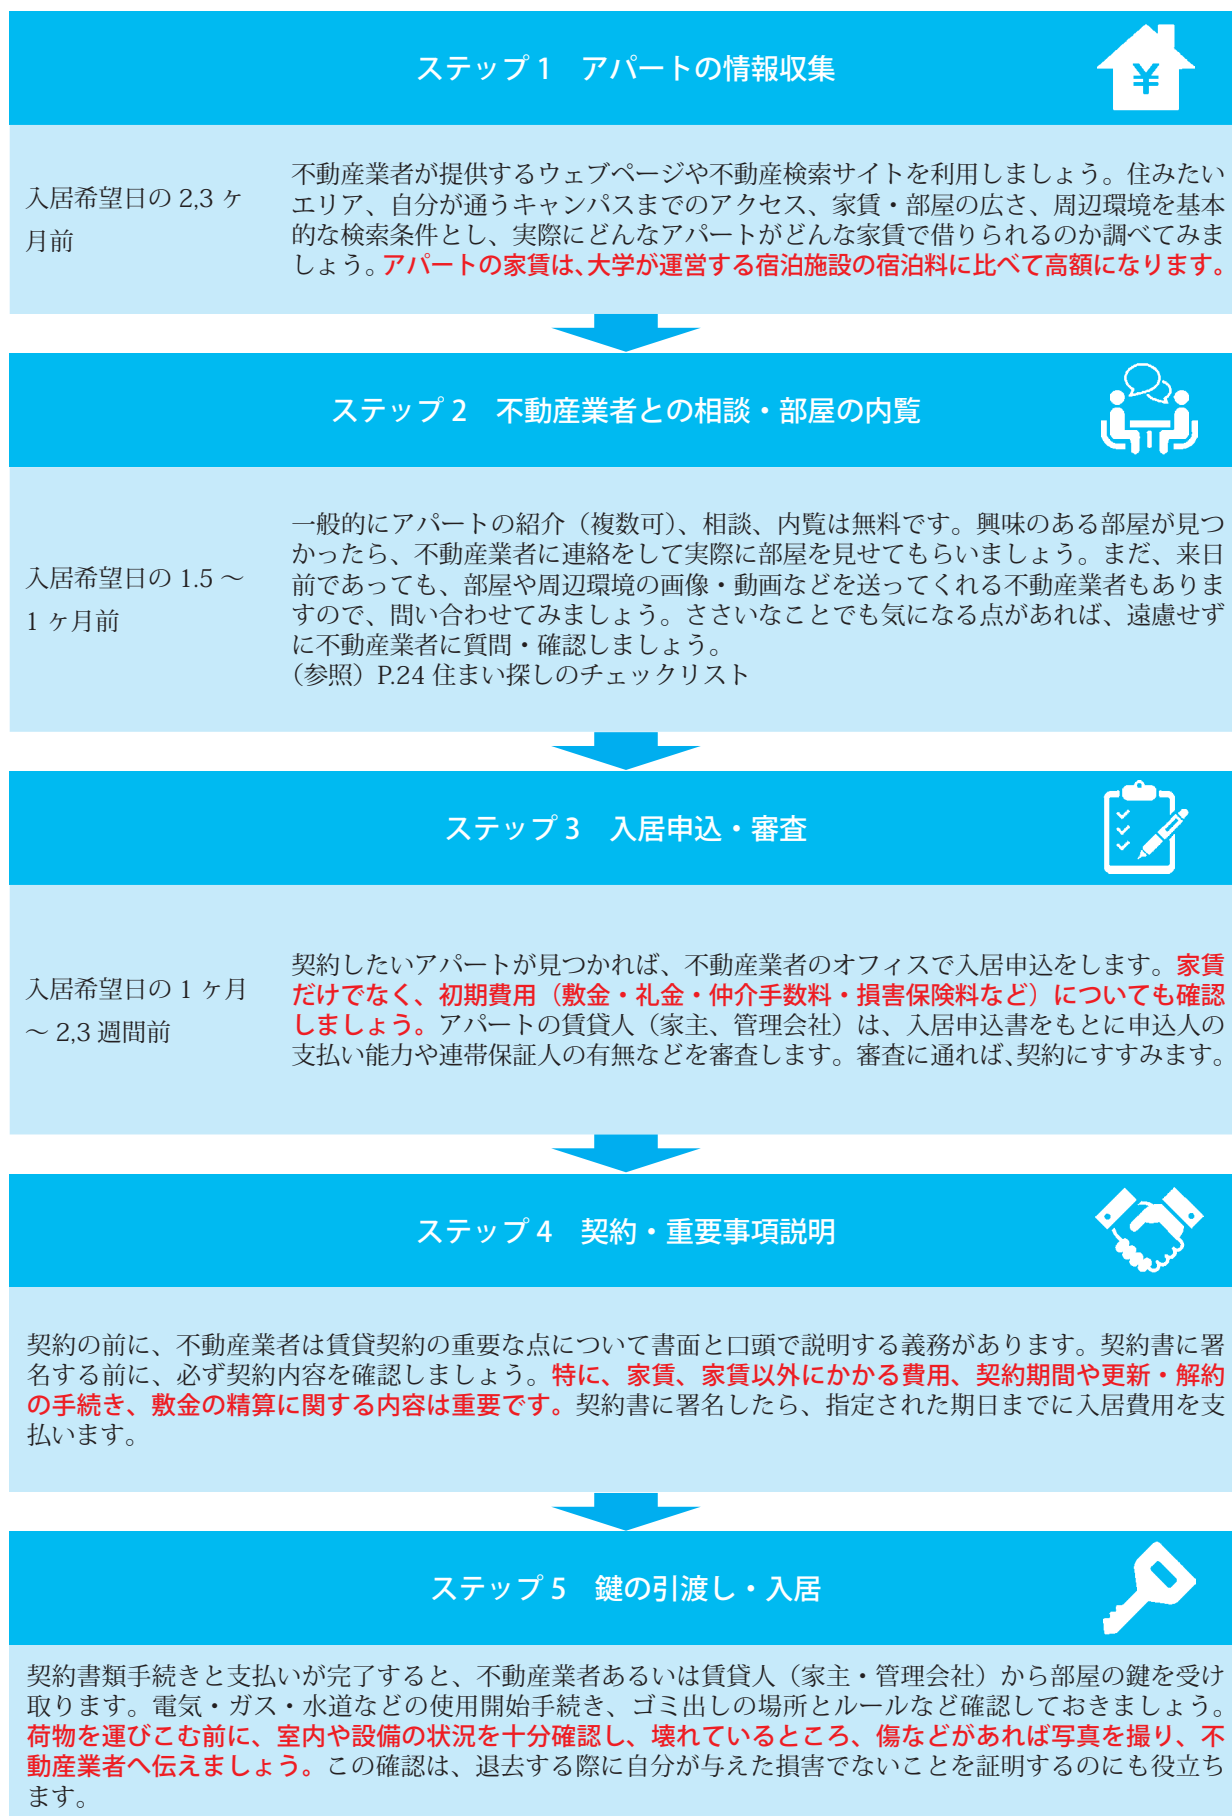 ステップ 1　アパートの情報収集
¥
入居希望日の 2,3 ヶ
月前
不動産業者が提供するウェブページや不動産検索サイトを利用しましょう。住みたい
エリア、自分が通うキャンパスまでのアクセス、家賃・部屋の広さ、周辺環境を基本
的な検索条件とし、実際にどんなアパートがどんな家賃で借りられるのか調べてみま
しょう。アパートの家賃は、大学が運営する宿泊施設の宿泊料に比べて高額になります。
ステップ 2　不動産業者との相談・部屋の内覧
入居希望日の 1.5 ～
1 ヶ月前
一般的にアパートの紹介（複数可）、相談、内覧は無料です。興味のある部屋が見つ
かったら、不動産業者に連絡をして実際に部屋を見せてもらいましょう。まだ、来日
前であっても、部屋や周辺環境の画像・動画などを送ってくれる不動産業者もありま
すので、問い合わせてみましょう。ささいなことでも気になる点があれば、遠慮せず
に不動産業者に質問・確認しましょう。
（参照）P.24 住まい探しのチェックリスト
ステップ 3　入居申込・審査
入居希望日の 1 ヶ月
～ 2,3 週間前
契約したいアパートが見つかれば、不動産業者のオフィスで入居申込をします。家賃
だけでなく、初期費用（敷金・礼金・仲介手数料・損害保険料など）についても確認
しましょう。アパートの賃貸人（家主、管理会社）は、入居申込書をもとに申込人の
支払い能力や連帯保証人の有無などを審査します。審査に通れば、契約にすすみます。
ステップ 4　契約・重要事項説明
契約の前に、不動産業者は賃貸契約の重要な点について書面と口頭で説明する義務があります。契約書に署
名する前に、必ず契約内容を確認しましょう。特に、家賃、家賃以外にかかる費用、契約期間や更新・解約
の手続き、敷金の精算に関する内容は重要です。契約書に署名したら、指定された期日までに入居費用を支
払います。
ステップ 5　鍵の引渡し・入居
契約書類手続きと支払いが完了すると、不動産業者あるいは賃貸人（家主・管理会社）から部屋の鍵を受け
取ります。電気・ガス・水道などの使用開始手続き、ゴミ出しの場所とルールなど確認しておきましょう。
荷物を運びこむ前に、室内や設備の状況を十分確認し、壊れているところ、傷などがあれば写真を撮り、不
動産業者へ伝えましょう。この確認は、退去する際に自分が与えた損害でないことを証明するのにも役立ち
ます。